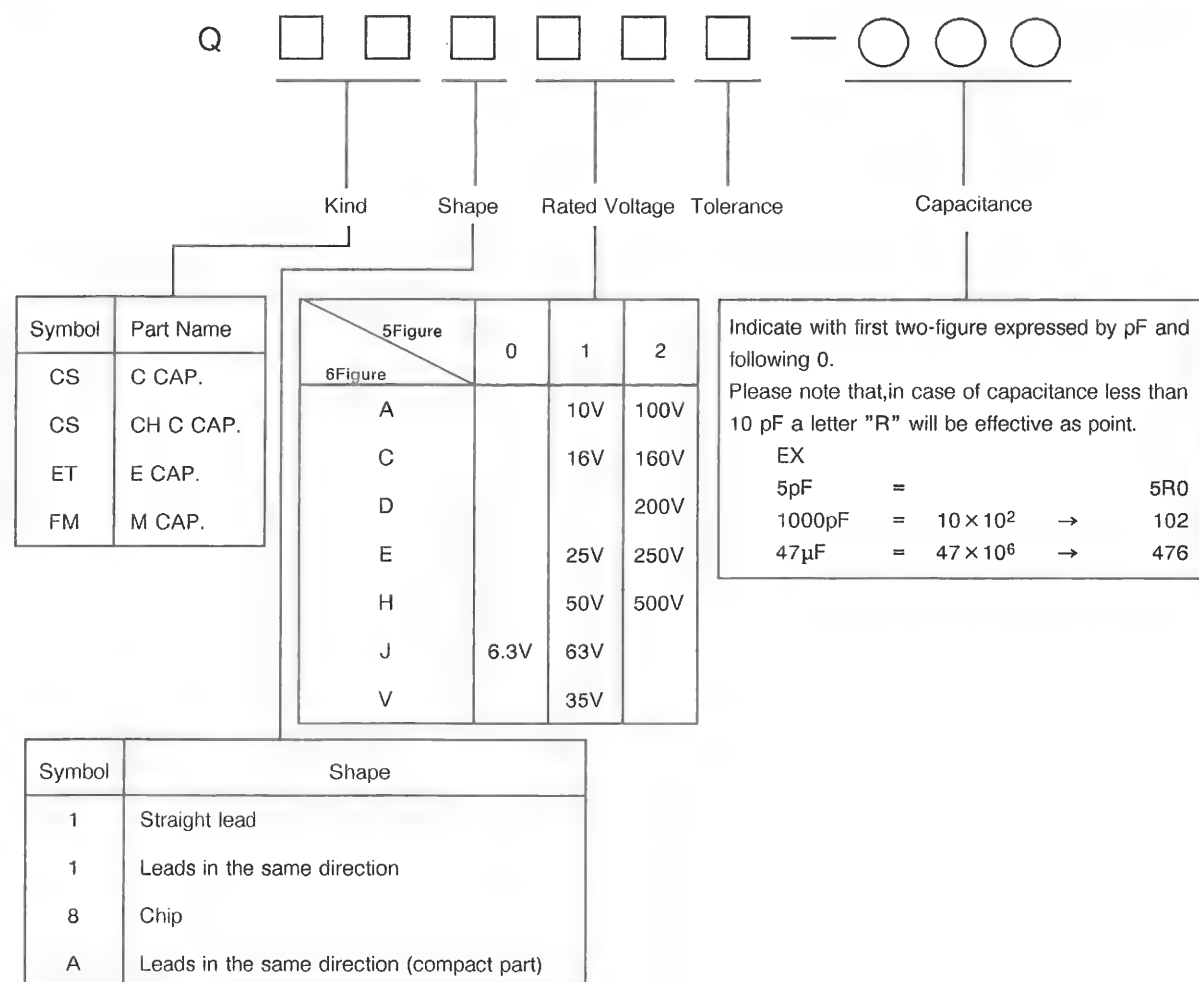 Q — 
Kind Shape Rated Voltage Tolerance Capacitance
Symbol Part Name
CS C CAP.
CS CH C CAP.
ET E CAP.
FM M CAP.
5Figure
6Figure 0 1 2
A 10V 100V
C 16V 160V
D 200V
E 25V 250V
H 50V 500V
J 6.3V 63V
V 35V
Indicate with first two-figure expressed by pF and
following 0.
Please note that,in case of capacitance less than
10 pF a letter "R" will be effective as point.
EX
5pF = 5R0
1000pF = 10×10² → 102
47µF = 47×10⁶ → 476
Symbol Shape
1 Straight lead
1 Leads in the same direction
8 Chip
A Leads in the same direction (compact part)